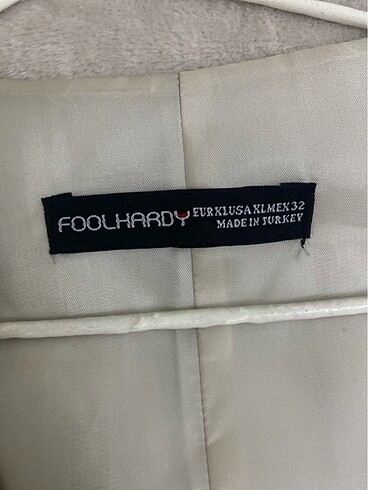 FOOLHARDY
EUR XL USA XL MEX 32
MADE IN TURKEY